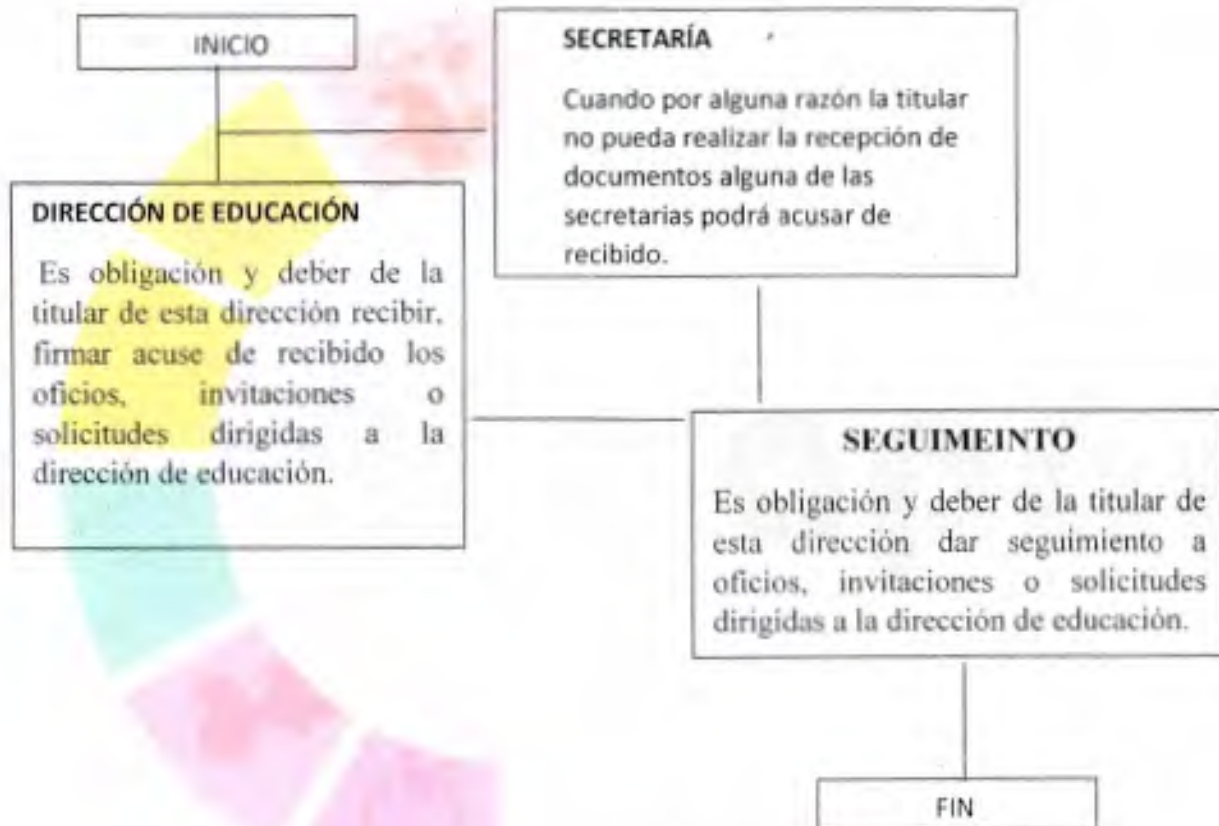 INICIO
SECRETARÍA
Cuando por alguna razón la titular
no pueda realizar la recepción de
documentos alguna de las
secretarias podrá acusar de
recibido.
DIRECCIÓN DE EDUCACIÓN
Es obligación y deber de la
titular de esta dirección recibir,
firmar acuse de recibido los
oficios, invitaciones o
solicitudes dirigidas a la
dirección de educación.
SEGUIMEINTO
Es obligación y deber de la titular de
esta dirección dar seguimiento a
oficios, invitaciones o solicitudes
dirigidas a la dirección de educación.
FIN